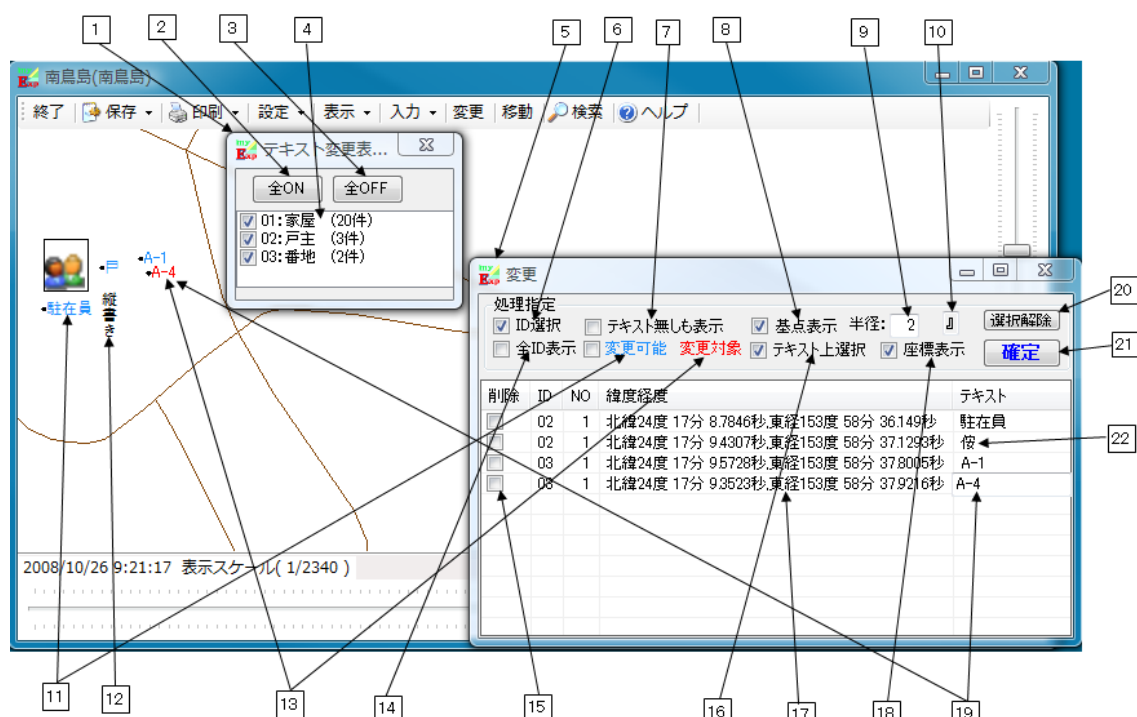 1 2 3 4 5 6 7 8 9 10
my Exp 南鳥島(南鳥島)
終了 保存 印刷 設定 表示 入力 変更 移動 検索 ヘルプ
my Exp テキスト変更表...
全ON 全OFF
01:家屋 (20件)
02:戸主 (3件)
03:番地 (2件)
A-1
A-4
駐在員
縦書き
my Exp 変更
処理指定
ID選択 テキスト無しも表示 基点表示 半径: 2 選択解除
全ID表示 変更可能 変更対象 テキスト上選択 座標表示 確定
削除 ID NO 緯度経度 テキスト
02 1 北緯24度 17分 8.7846秒,東経153度 58分 36.149秒 駐在員
02 1 北緯24度 17分 9.4307秒,東経153度 58分 37.1293秒 侒
03 1 北緯24度 17分 9.5728秒,東経153度 58分 37.8005秒 A-1
03 1 北緯24度 17分 9.3523秒,東経153度 58分 37.9216秒 A-4
20
21
22
2008/10/26 9:21:17 表示スケール( 1/2340 )
11 12 13 14 15 16 17 18 19